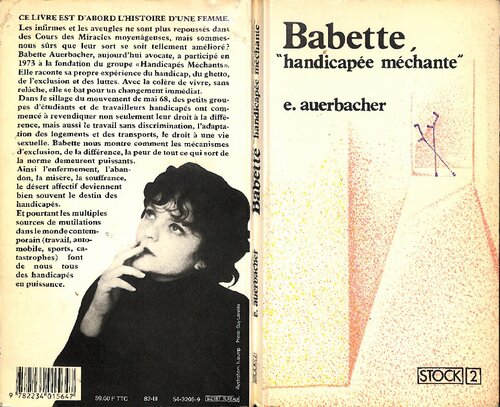 CE LIVRE EST D'ABORD L'HISTOIRE D'UNE FEMME.
Les infirmes et les aveugles ne sont plus repoussés dans
des Cours des Miracles moyenâgeuses, mais sommes-
nous sûrs que leur sort se soit tellement amélioré?
Babette Auerbacher, aujourd'hui avocate, a participé en
1973 à la fondation du groupe «Handicapés Méchants».
Elle raconte sa propre expérience du handicap, du ghetto,
de l'exclusion et des luttes. Avec la colère de vivre, sans
relâche, elle se bat pour un changement immédiat.
Dans le sillage du mouvement de mai 68, des petits grou-
pes d'étudiants et de travailleurs handicapés ont com-
mencé à revendiquer non seulement leur droit à la diffé-
rence, mais aussi le travail sans discrimination, l'adapta-
tion des logements et des transports, le droit à une vie
sexuelle. Babette nous montre comment les mécanismes
d'exclusion, de la différence, la peur de tout ce qui sort de
la norme demeurent puissants.
Ainsi l'enfermement, l'aban-
don, la misère, la souffrance,
le désert affectif deviennent
bien souvent le destin des
handicapés.
Et pourtant les multiples
sources de mutilations
dans le monde contem-
porain (travail, auto-
mobile, sports, ca-
tastrophes) font
de nous tous
des handicapés
en puissance.
9 782234 015647
59.00 F TTC 82-III 54-3206-9
Babette "handicapée méchante"
e. auerbacher
STOCK 2
Babette
"handicapée méchante"
e. auerbacher
STOCK 2